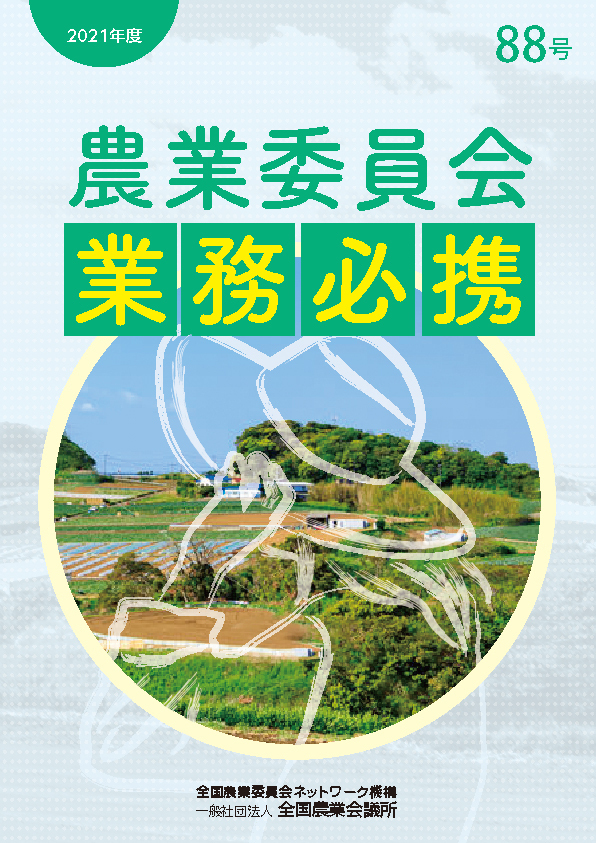 2021年度
88号
農業委員会
業務必携
全国農業委員会ネットワーク機構
一般社団法人 全国農業会議所